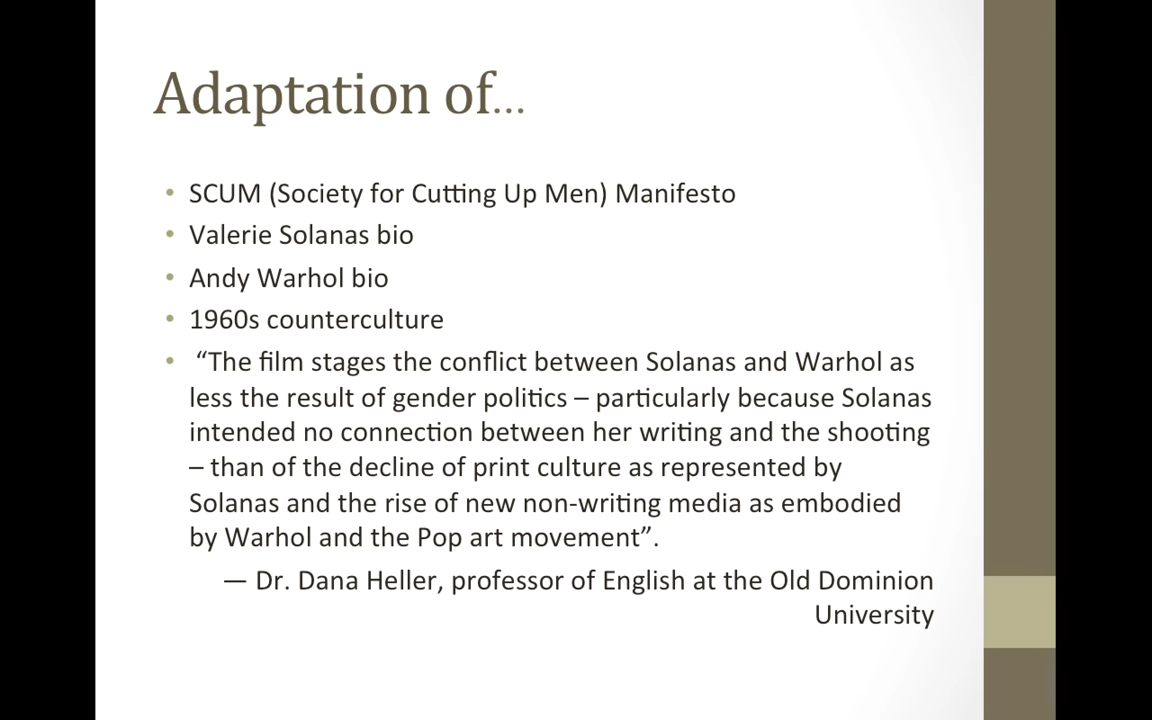 Adaptation of...
• SCUM (Society for Cutting Up Men) Manifesto
• Valerie Solanas bio
• Andy Warhol bio
• 1960s counterculture
• “The film stages the conflict between Solanas and Warhol as
less the result of gender politics – particularly because Solanas
intended no connection between her writing and the shooting
– than of the decline of print culture as represented by
Solanas and the rise of new non-writing media as embodied
by Warhol and the Pop art movement”.
— Dr. Dana Heller, professor of English at the Old Dominion
University